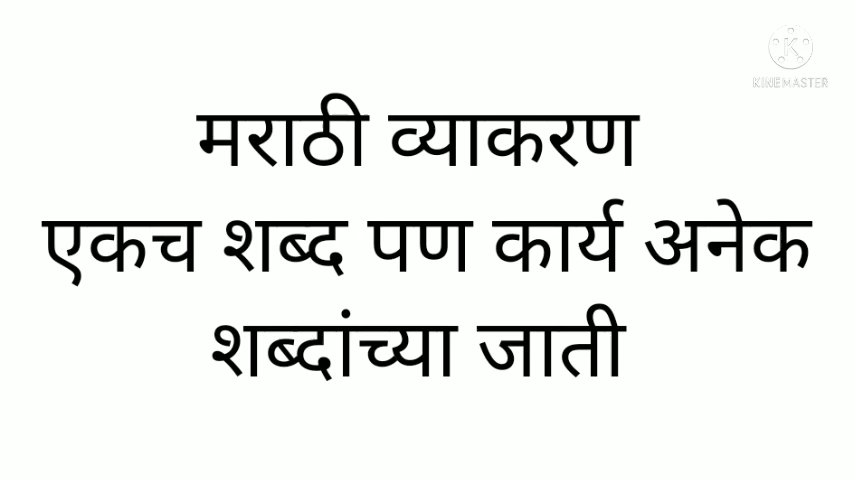 KINEMASTER
मराठी व्याकरण
एकच शब्द पण कार्य अनेक
शब्दांच्या जाती